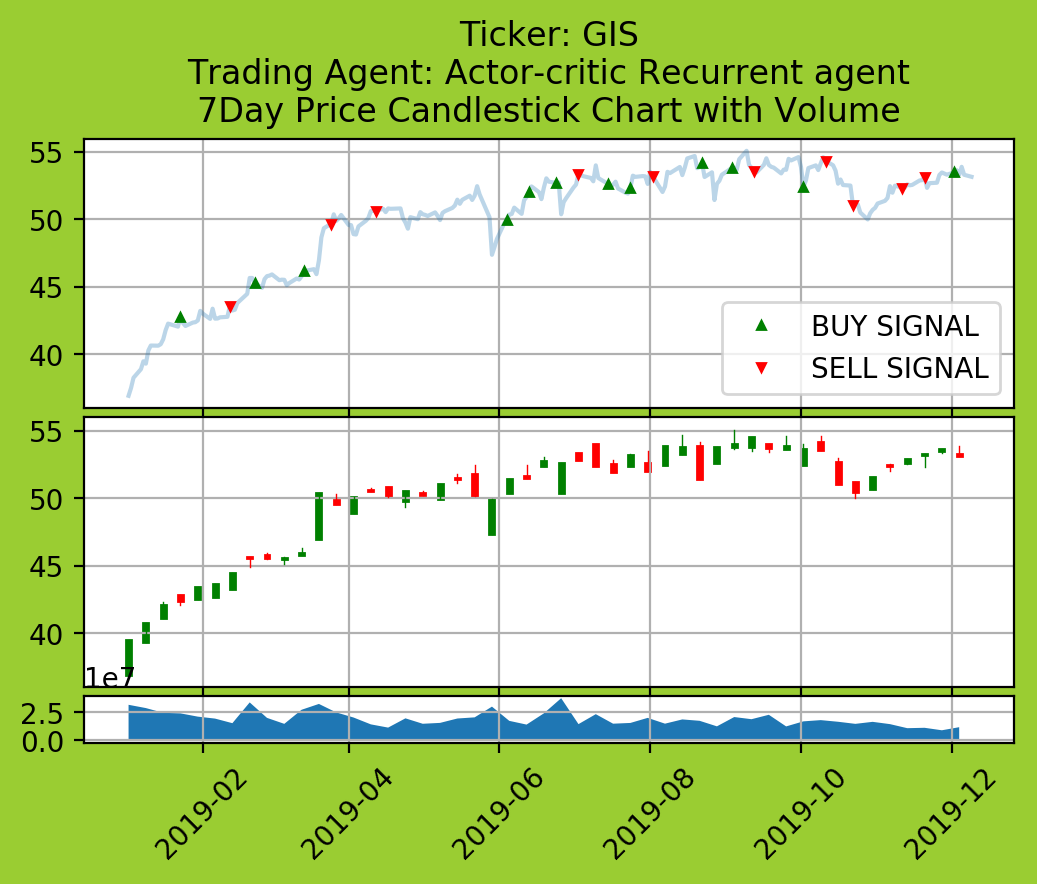 Ticker: GIS
Trading Agent: Actor-critic Recurrent agent
7Day Price Candlestick Chart with Volume
55
50
45
40
BUY SIGNAL
SELL SIGNAL
55
50
45
40
1e7
2.5
0.0
2019-02
2019-04
2019-06
2019-08
2019-10
2019-12